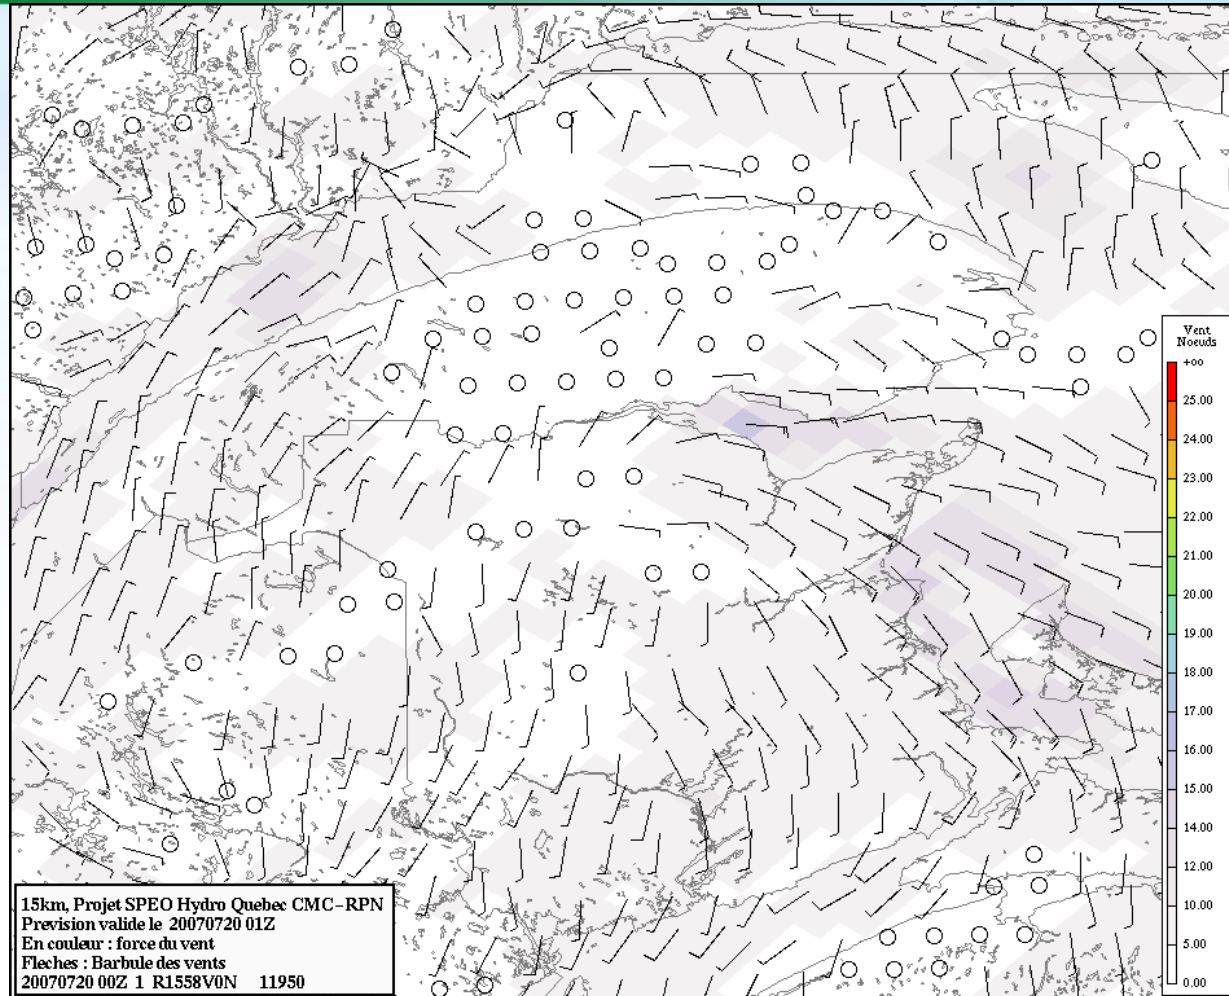 Vent
Noeuds
+oo
25.00
24.00
23.00
22.00
21.00
20.00
19.00
18.00
17.00
16.00
15.00
14.00
12.00
10.00
5.00
0.00
15km, Projet SPEO Hydro Quebec CMC-RPN
Prevision valide le 20070720 01Z
En couleur : force du vent
Fleches : Barbule des vents
20070720 00Z 1 R1558V0N 11950